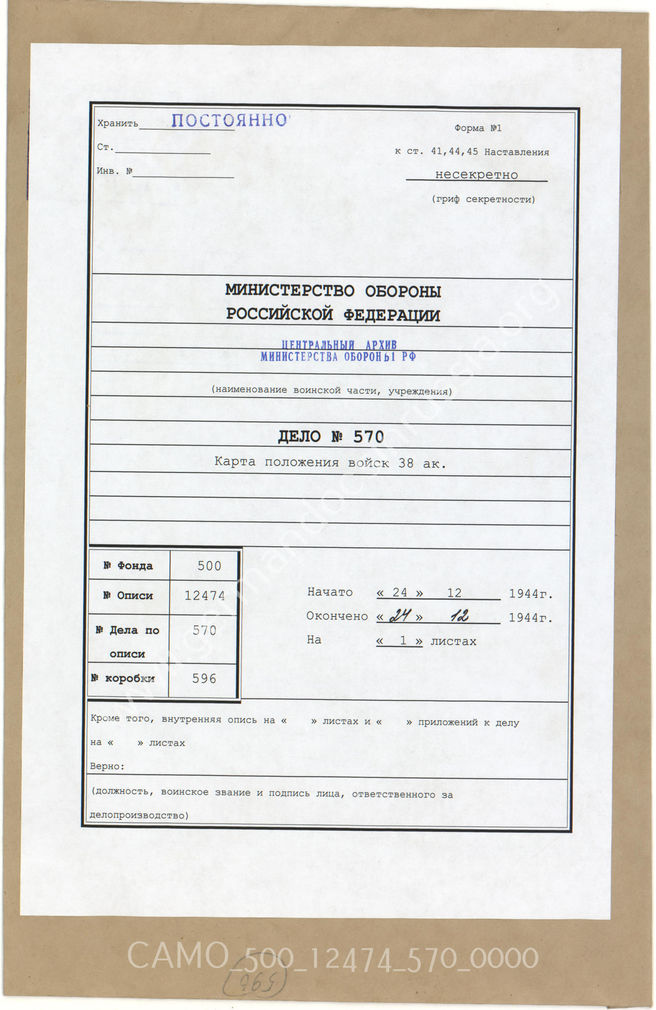 Хранить ПОСТОЯННО
Форма №1
Ст.
к ст. 41,44,45 Наставления
Инв. №
несекретно
(гриф секретности)
МИНИСТЕРСТВО ОБОРОНЫ
РОССИЙСКОЙ ФЕДЕРАЦИИ
ЦЕНТРАЛЬНЫЙ АРХИВ
МИНИСТЕРСТВА ОБОРОНЫ РФ
(наименование воинской части, учреждения)
ДЕЛО № 570
Карта положения войск 38 ак.
№ Фонда 500
№ Описи 12474
№ Дела по описи 570
№ коробки 596
Начато « 24 » 12 1944г.
Окончено « 24 » 12 1944г.
На « 1 » листах
Кроме того, внутренняя опись на « » листах и « » приложений к делу
на « » листах
Верно:
(должность, воинское звание и подпись лица, ответственного за
делопроизводство)
CAMO_500_12474_570_0000